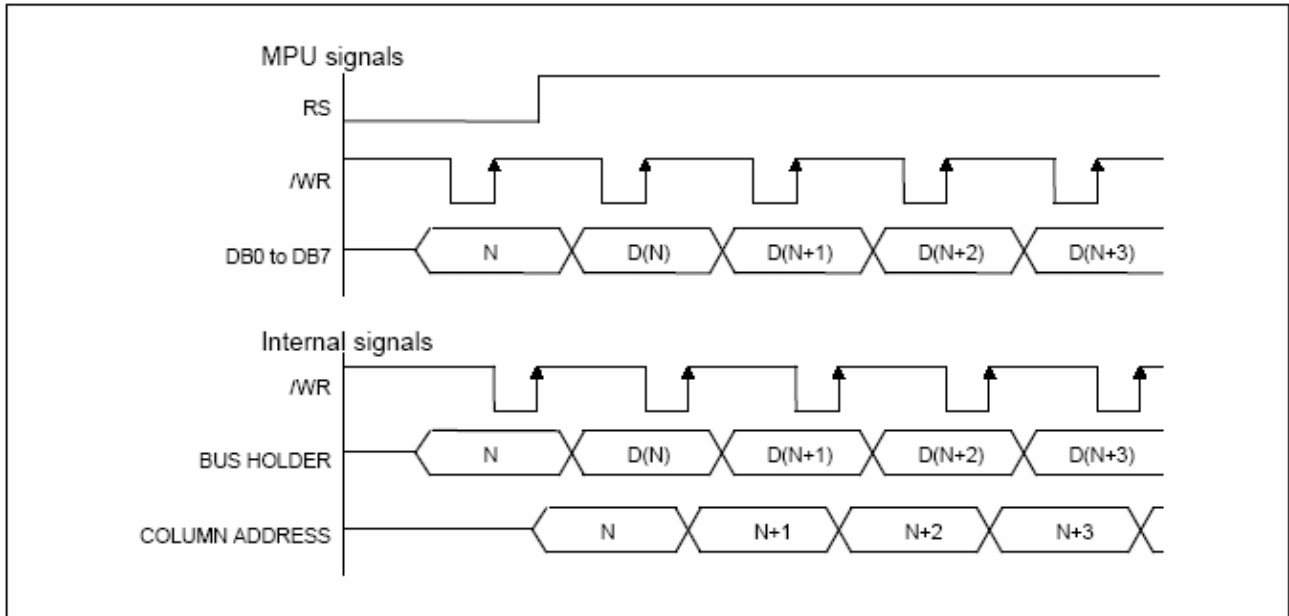 MPU signals
RS
/WR
DB0 to DB7 N D(N) D(N+1) D(N+2) D(N+3)
Internal signals
/WR
BUS HOLDER N D(N) D(N+1) D(N+2) D(N+3)
COLUMN ADDRESS N N+1 N+2 N+3